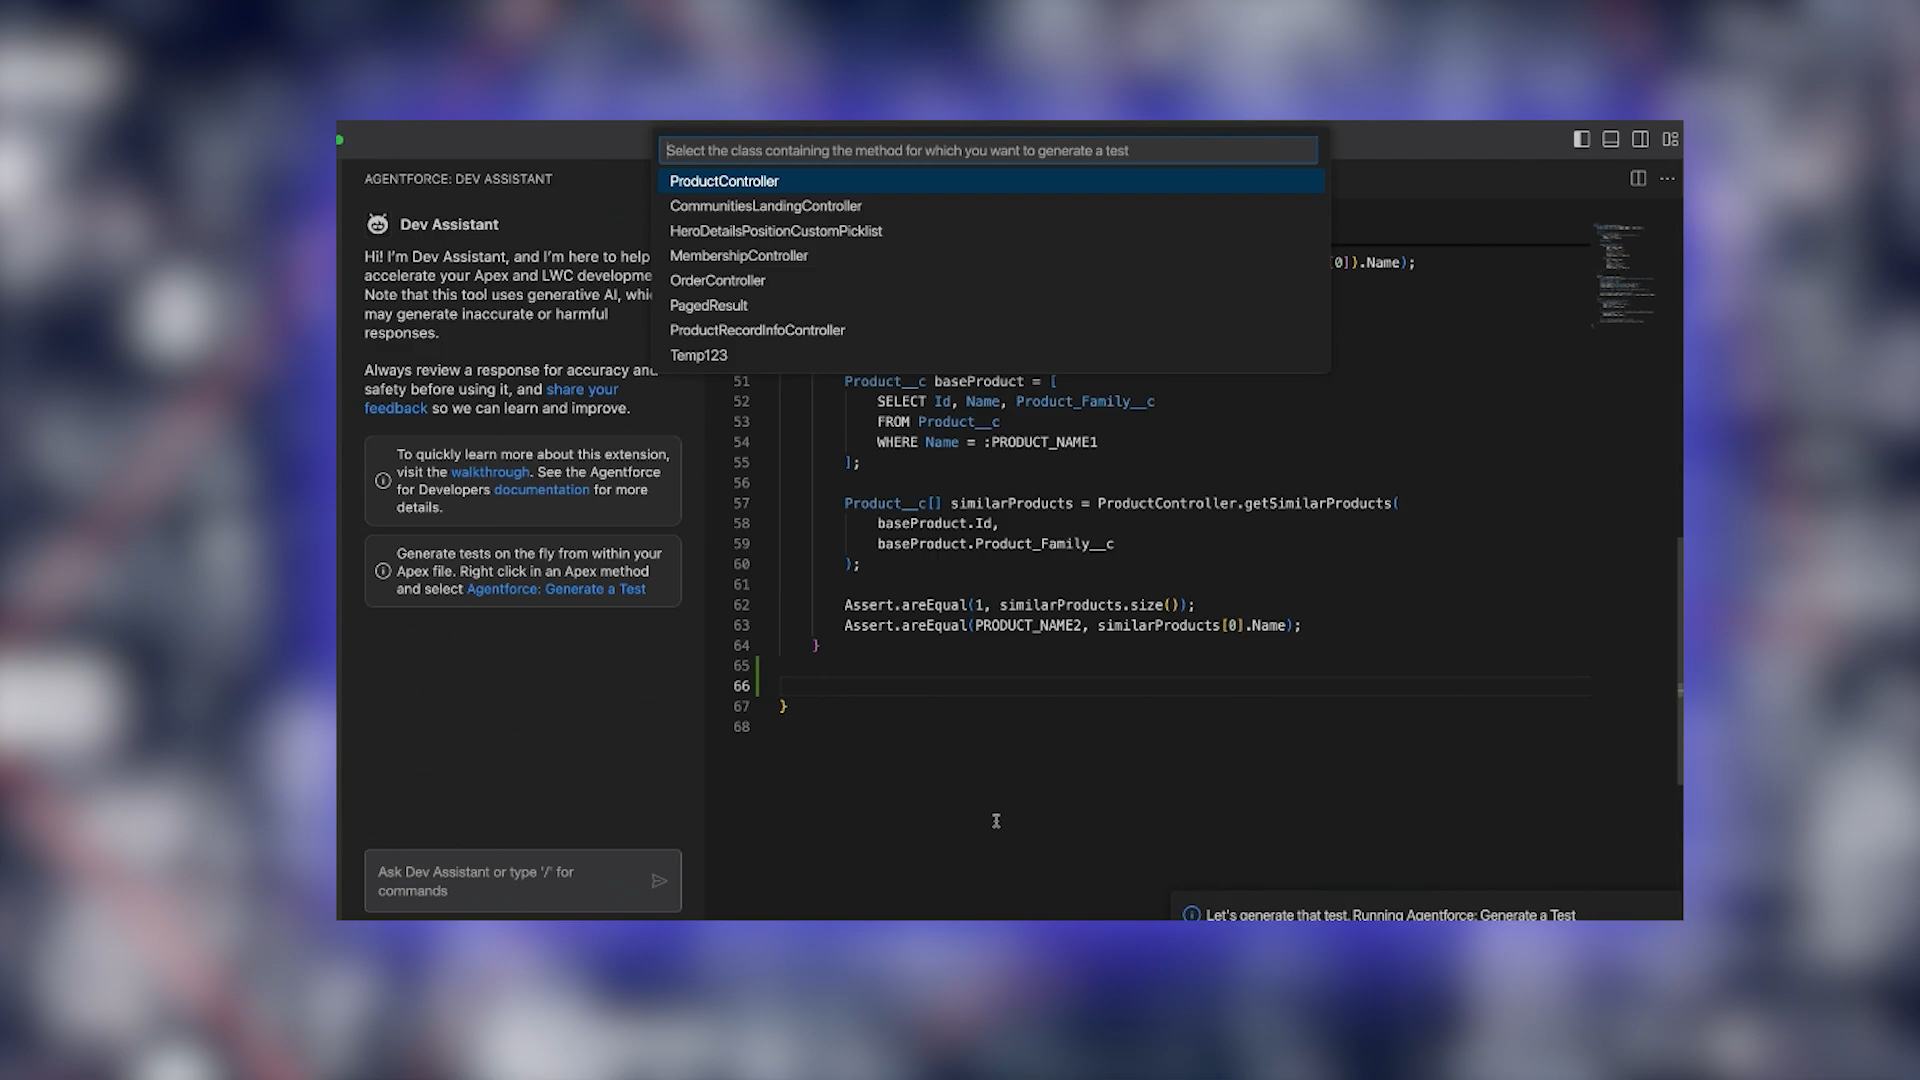 Select the class containing the method for which you want to generate a test
ProductController
CommunitiesLandingController
HeroDetailsPositionCustomPicklist
MembershipController
OrderController
PagedResult
ProductRecordInfoController
Temp123
AGENTFORCE: DEV ASSISTANT
Dev Assistant
Hi! I'm Dev Assistant, and I'm here to help
accelerate your Apex and LWC developme
Note that this tool uses generative AI, whic
may generate inaccurate or harmful
responses.
Always review a response for accuracy and
safety before using it, and share your
feedback so we can learn and improve.
To quickly learn more about this extension,
visit the walkthrough. See the Agentforce
for Developers documentation for more
details.
Generate tests on the fly from within your
Apex file. Right click in an Apex method
and select Agentforce: Generate a Test
Ask Dev Assistant or type '/' for
commands
[0]}.Name);
51 Product__c baseProduct = [
52 SELECT Id, Name, Product_Family__c
53 FROM Product__c
54 WHERE Name = :PRODUCT_NAME1
55 ];
56
57 Product__c[] similarProducts = ProductController.getSimilarProducts(
58 baseProduct.Id,
59 baseProduct.Product_Family__c
60 );
61
62 Assert.areEqual(1, similarProducts.size());
63 Assert.areEqual(PRODUCT_NAME2, similarProducts[0].Name);
64 }
65
66
67 }
68
Let's generate that test. Running Agentforce: Generate a Test